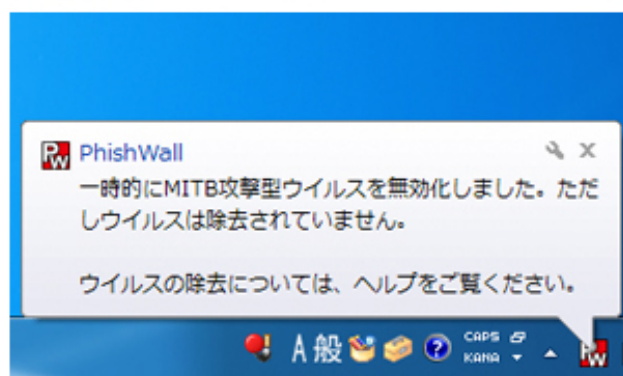 PhishWall
一時的にMITB攻撃型ウイルスを無効化しました。ただ
しウイルスは除去されていません。
ウイルスの除去については、ヘルプをご覧ください。
A 般 CAPS
KANA
PW